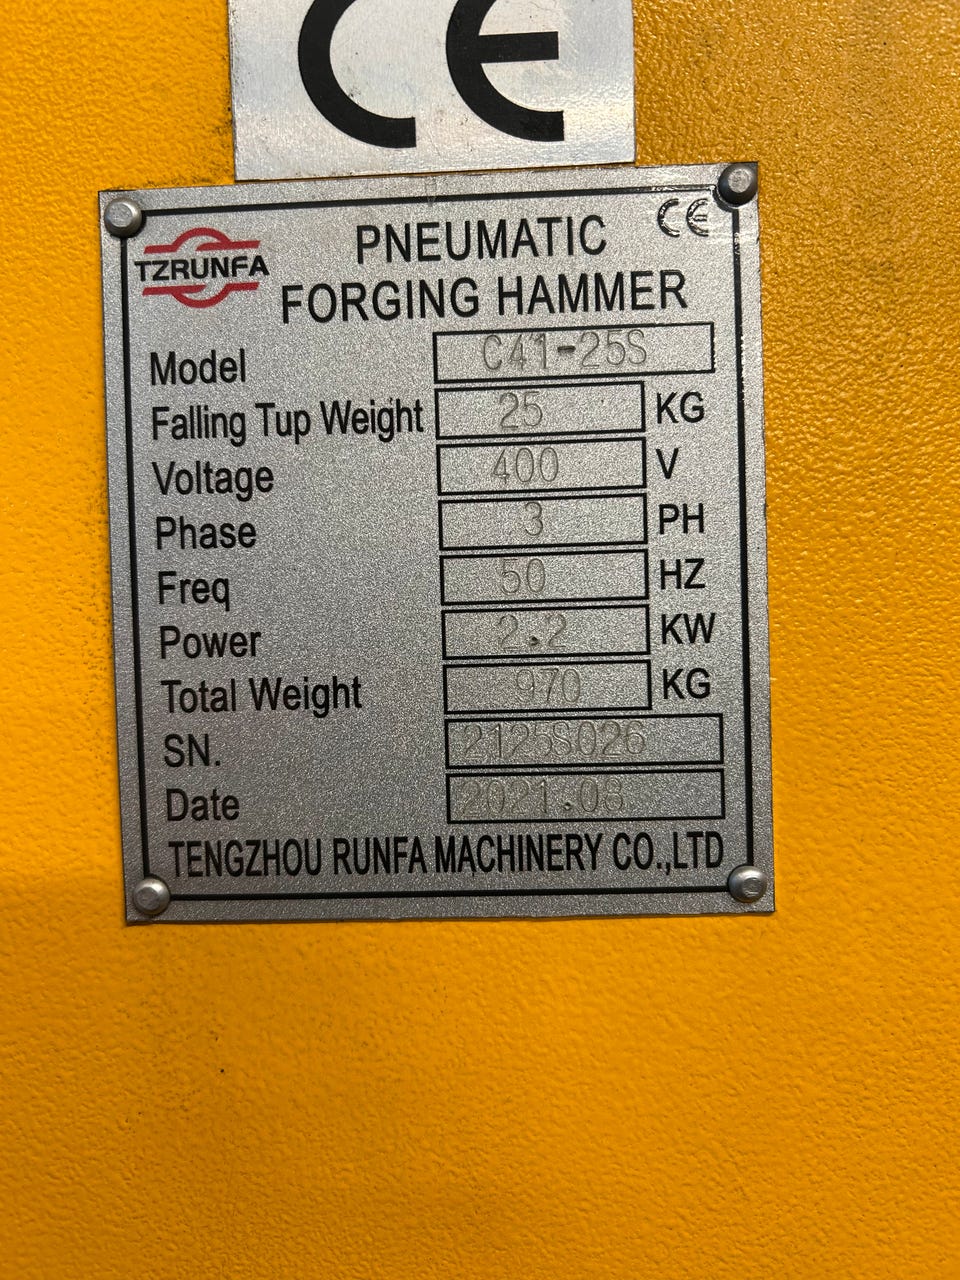 CE
CE
TZRUNFA
PNEUMATIC
FORGING HAMMER
Model C41-25S
Falling Tup Weight 25 KG
Voltage 400 V
Phase 3 PH
Freq 50 HZ
Power 2.2 KW
Total Weight 970 KG
SN. 2125S026
Date 2021.08
TENGZHOU RUNFA MACHINERY CO.,LTD